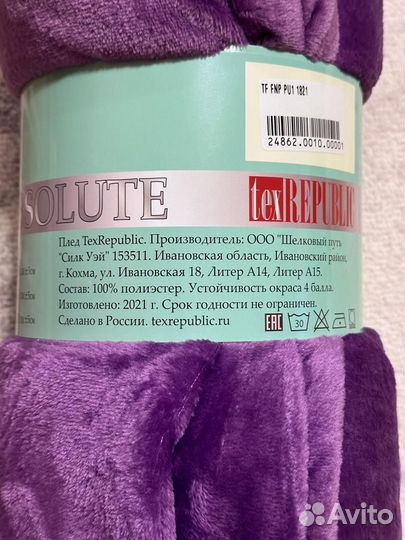 TF FNP PU1 1821
24862.0010.00001
SOLUTE
texREPUBLIC
Плед TexRepublic. Производитель: ООО "Шелковый путь
"Силк Уэй" 153511. Ивановская область, Ивановский район,
г. Кохма, ул. Ивановская 18, Литер А14, Литер А15.
Состав: 100% полиэстер. Устойчивость окраса 4 балла.
Изготовлено: 2021 г. Срок годности не ограничен.
Сделано в России. texrepublic.ru
EAC 30
Avito